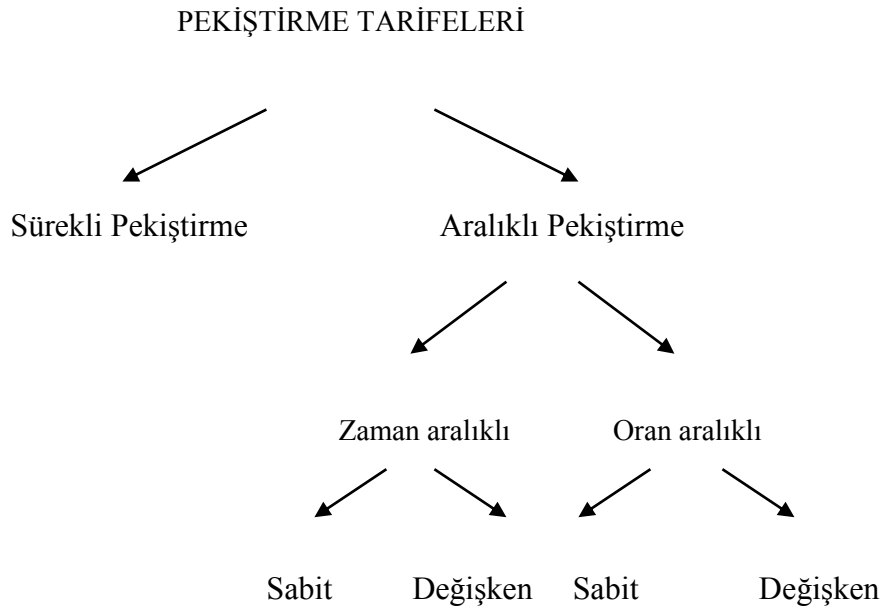 PEKİŞTİRME TARİFELERİ
Sürekli Pekiştirme Aralıklı Pekiştirme
Zaman aralıklı Oran aralıklı
Sabit Değişken Sabit Değişken